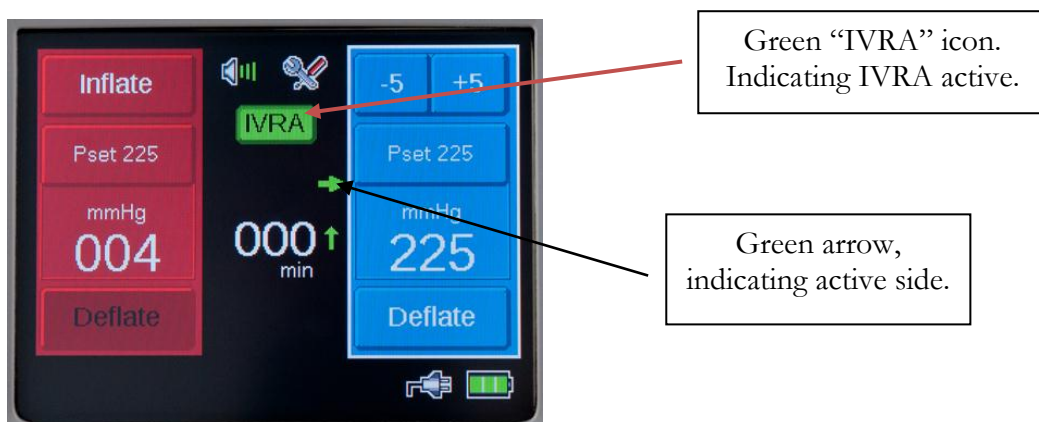 Inflate
Pset 225
mmHg
004
Deflate
IVRA
000
min
-5 +5
Pset 225
mmHg
225
Deflate
Green “IVRA” icon.
Indicating IVRA active.
Green arrow,
indicating active side.